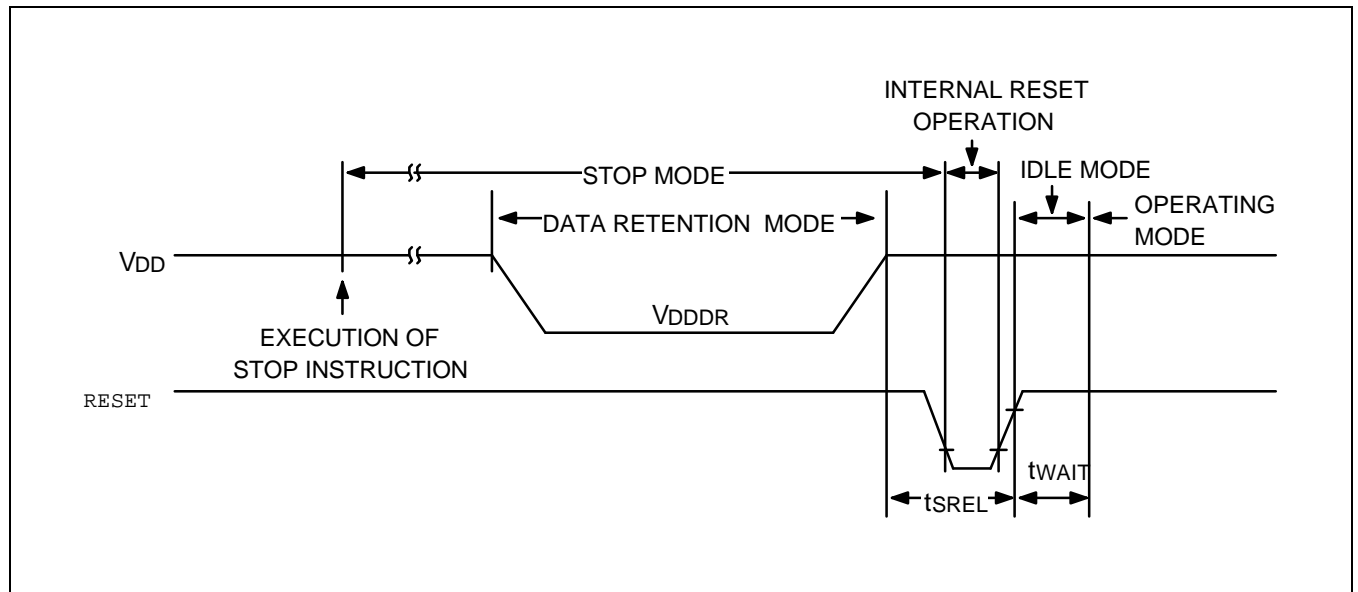 INTERNAL RESET
OPERATION
STOP MODE
IDLE MODE
DATA RETENTION MODE
OPERATING
MODE
VDD
VDDDR
EXECUTION OF
STOP INSTRUCTION
RESET
tWAIT
tSREL